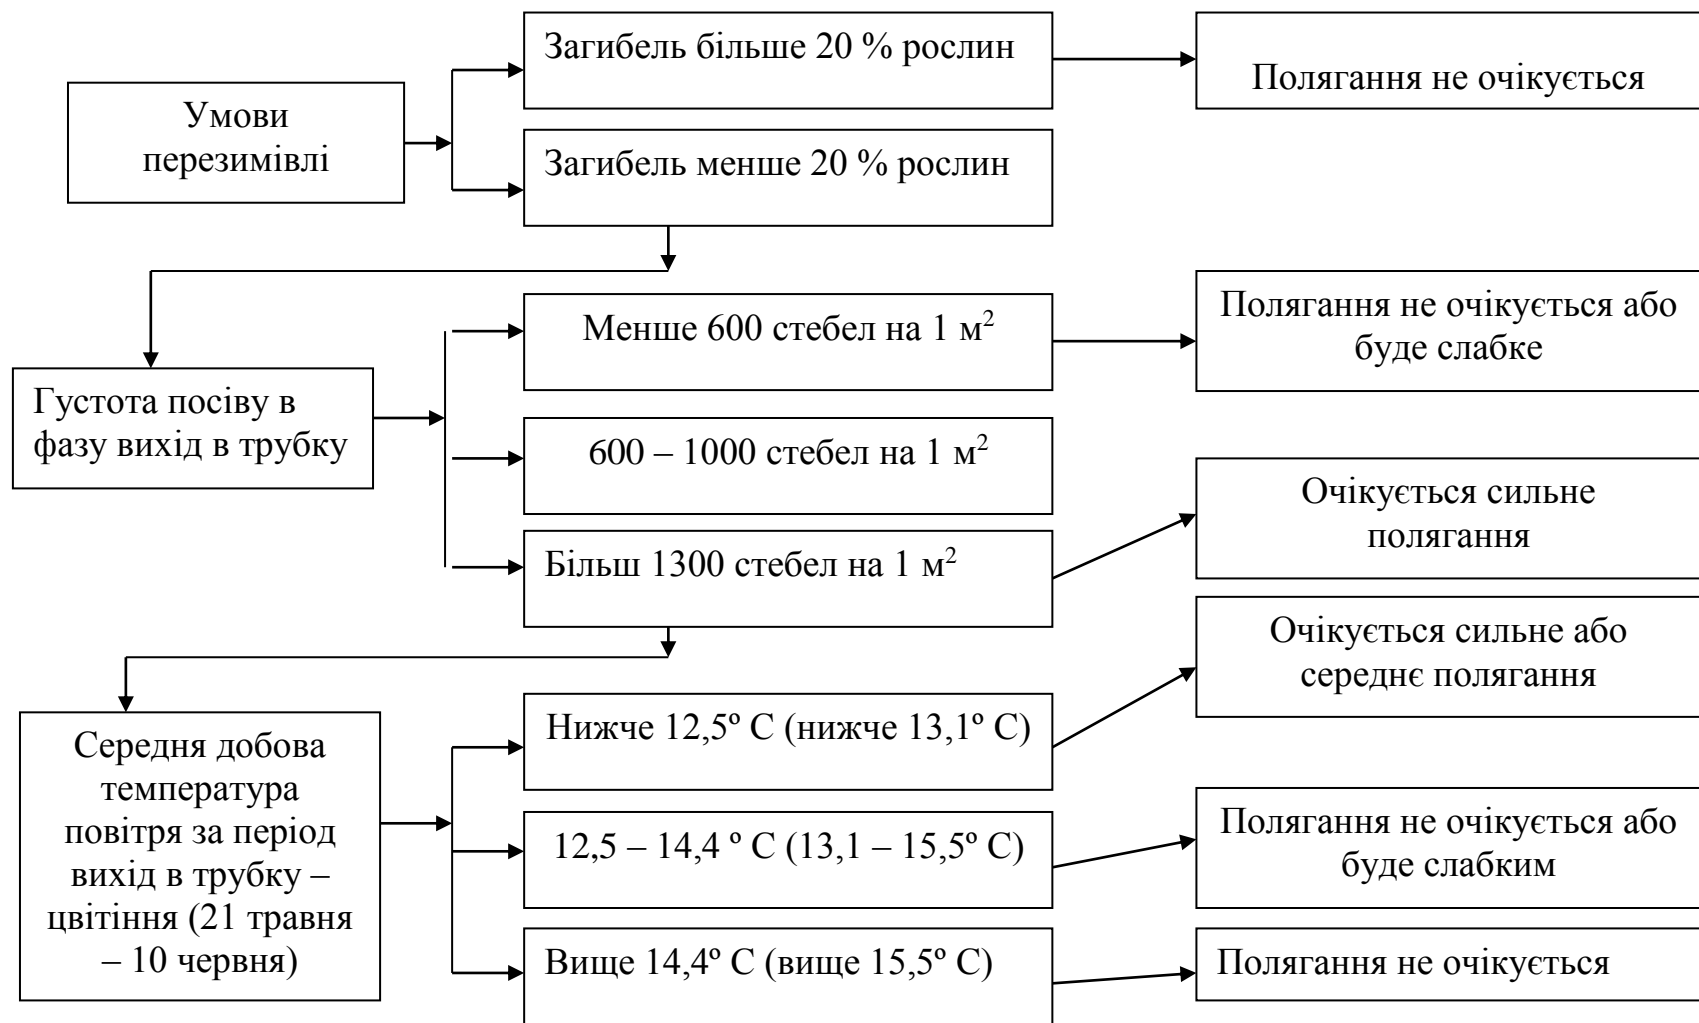 Загибель більше 20 % рослин
Полягання не очікується
Умови
перезимівлі
Загибель менше 20 % рослин
Менше 600 стебел на 1 м²
Полягання не очікується або
буде слабке
Густота посіву в
фазу вихід в трубку
600 – 1000 стебел на 1 м²
Очікується сильне
полягання
Більш 1300 стебел на 1 м²
Очікується сильне або
середнє полягання
Середня добова
температура
повітря за період
вихід в трубку –
цвітіння (21 травня
– 10 червня)
Нижче 12,5º С (нижче 13,1º С)
12,5 – 14,4 º С (13,1 – 15,5º С)
Полягання не очікується або
буде слабким
Вище 14,4º С (вище 15,5º С)
Полягання не очікується